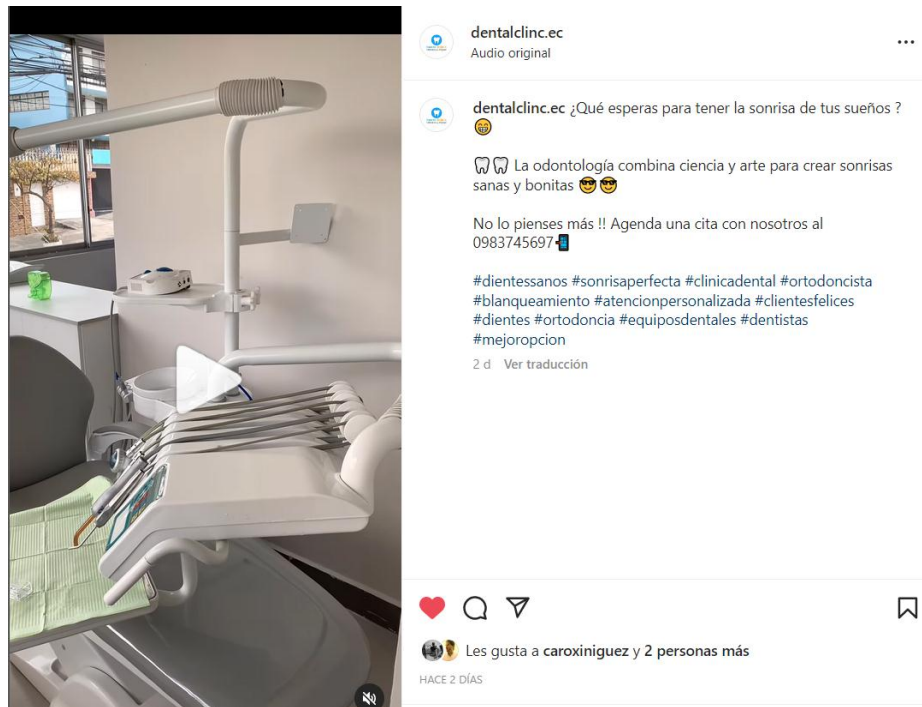 dentalclinc.ec
Audio original
dentalclinc.ec ¿Qué esperas para tener la sonrisa de tus sueños ?
😁
🦷🦷 La odontología combina ciencia y arte para crear sonrisas
sanas y bonitas 😎😎
No lo pienses más !! Agenda una cita con nosotros al
0983745697📲
#dientessanos #sonrisaperfecta #clinicadental #ortodoncista
#blanqueamiento #atencionpersonalizada #clientesfelices
#dientes #ortodoncia #equiposdentales #dentistas
#mejoropcion
2 d Ver traducción
Les gusta a caroxiniguez y 2 personas más
HACE 2 DÍAS